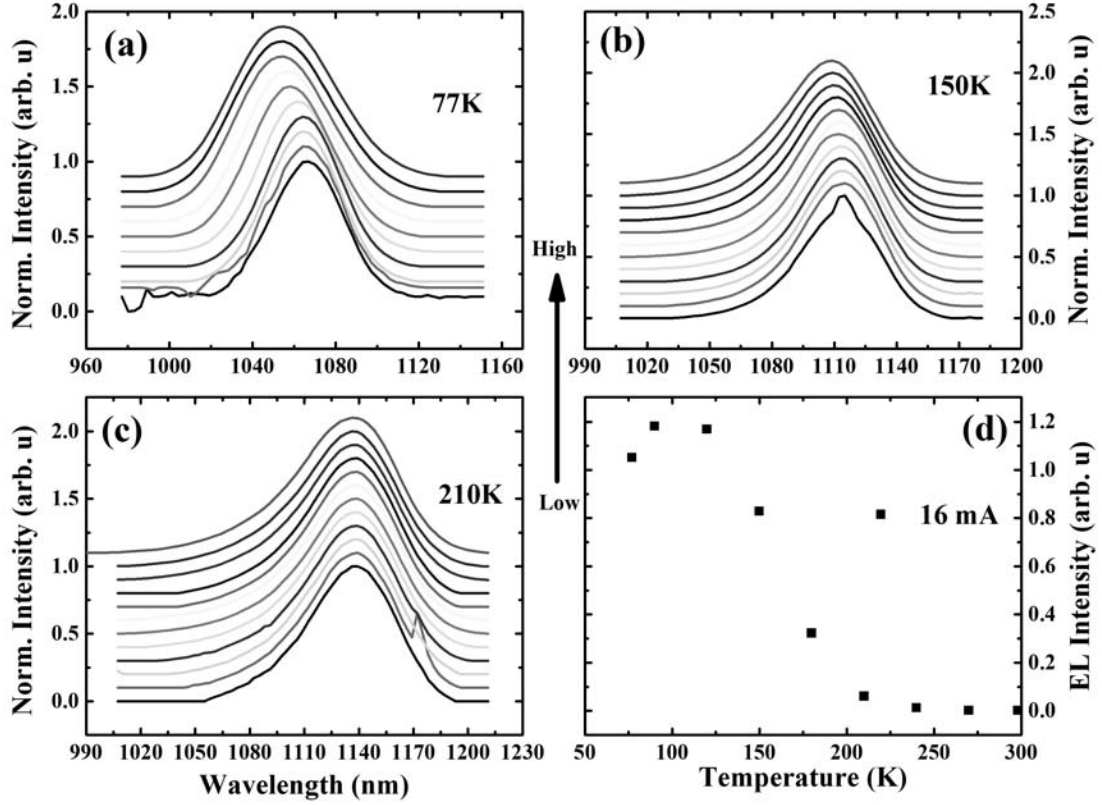 (a)
77K
Norm. Intensity (arb. u)
2.0
1.5
1.0
0.5
0.0
960 1000 1040 1080 1120 1160
(b)
150K
Norm. Intensity (arb. u)
2.5
2.0
1.5
1.0
0.5
0.0
990 1020 1050 1080 1110 1140 1170 1200
High
Low
(c)
210K
Norm. Intensity (arb. u)
2.0
1.5
1.0
0.5
0.0
990 1020 1050 1080 1110 1140 1170 1200 1230
Wavelength (nm)
(d)
16 mA
EL Intensity (arb. u)
1.2
1.0
0.8
0.6
0.4
0.2
0.0
50 100 150 200 250 300
Temperature (K)